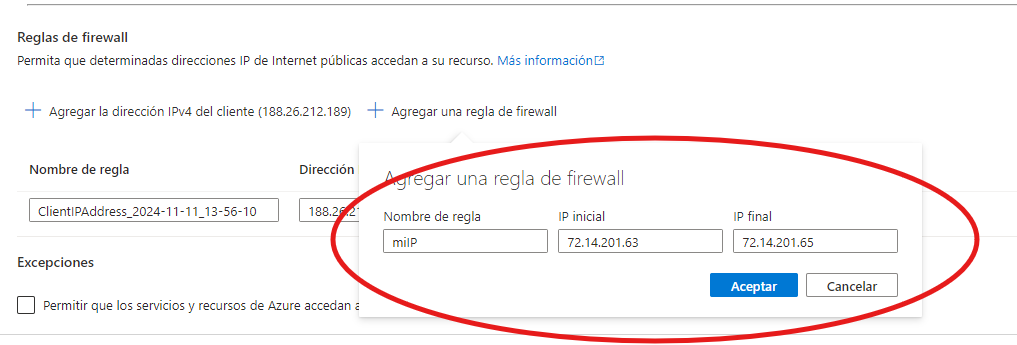 Reglas de firewall
Permita que determinadas direcciones IP de Internet públicas accedan a su recurso. Más información
Agregar la dirección IPv4 del cliente (188.26.212.189) Agregar una regla de firewall
Nombre de regla Dirección
ClientIPAddress_2024-11-11_13-56-10 188.26.21
Agregar una regla de firewall
Nombre de regla IP inicial IP final
miIP 72.14.201.63 72.14.201.65
Aceptar Cancelar
Excepciones
Permitir que los servicios y recursos de Azure accedan a